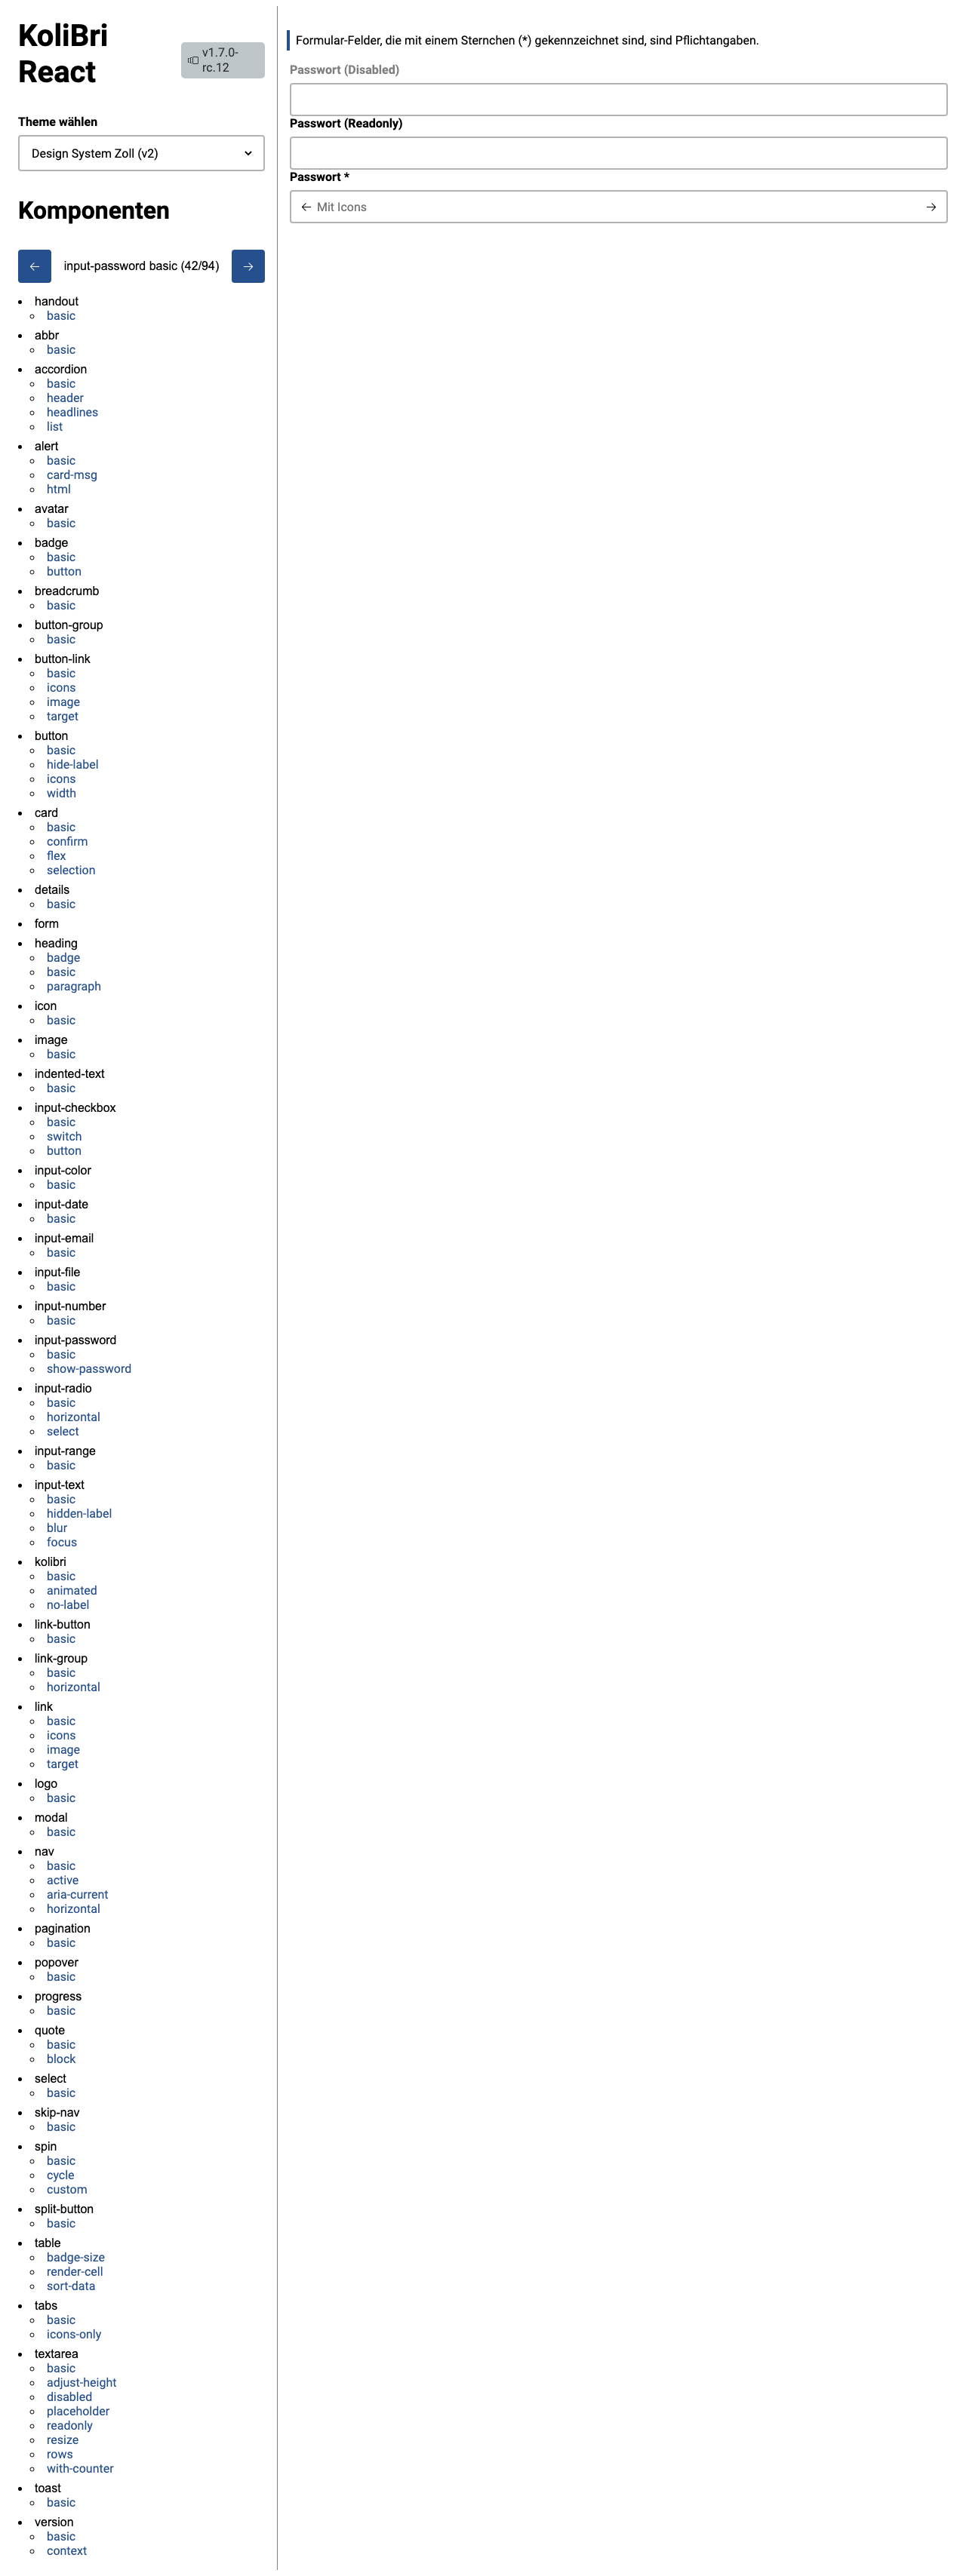 KoliBri
React
v1.7.0-
rc.12
Theme wählen
Design System Zoll (v2)
Komponenten
input-password basic (42/94)
handout
basic
abbr
basic
accordion
basic
header
headlines
list
alert
basic
card-msg
html
avatar
basic
badge
basic
button
breadcrumb
basic
button-group
basic
button-link
basic
icons
image
target
button
basic
hide-label
icons
width
card
basic
confirm
flex
selection
details
basic
form
heading
badge
basic
paragraph
icon
basic
image
basic
indented-text
basic
input-checkbox
basic
switch
button
input-color
basic
input-date
basic
input-email
basic
input-file
basic
input-number
basic
input-password
basic
show-password
input-radio
basic
horizontal
select
input-range
basic
input-text
basic
hidden-label
blur
focus
kolibri
basic
animated
no-label
link-button
basic
link-group
basic
horizontal
link
basic
icons
image
target
logo
basic
modal
basic
nav
basic
active
aria-current
horizontal
pagination
basic
popover
basic
progress
basic
quote
basic
block
select
basic
skip-nav
basic
spin
basic
cycle
custom
split-button
basic
table
badge-size
render-cell
sort-data
tabs
basic
icons-only
textarea
basic
adjust-height
disabled
placeholder
readonly
resize
rows
with-counter
toast
basic
version
basic
context
Formular-Felder, die mit einem Sternchen (*) gekennzeichnet sind, sind Pflichtangaben.
Passwort (Disabled)
Passwort (Readonly)
Passwort *
Mit Icons